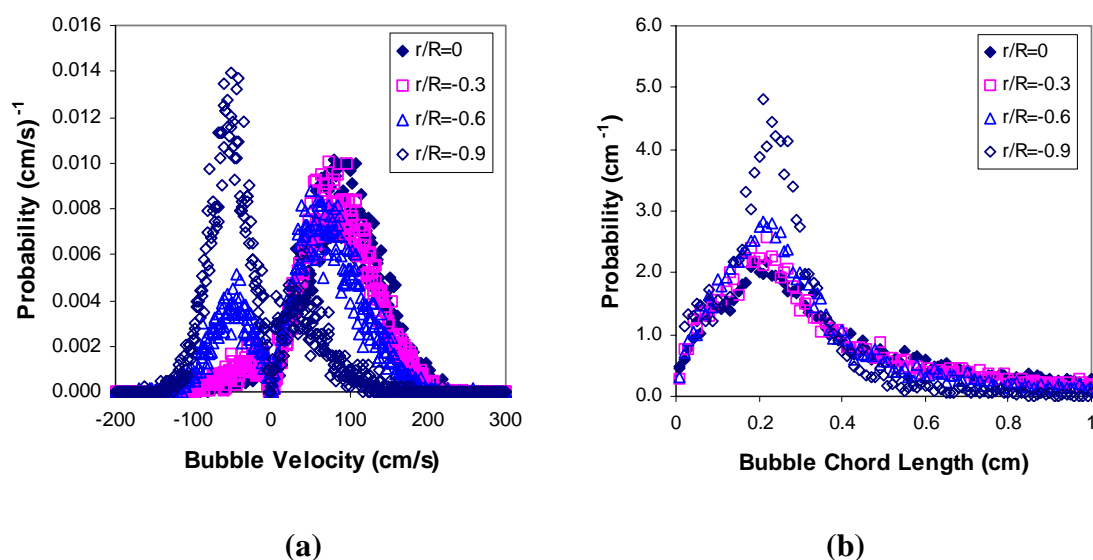 0.016
0.014
0.012
0.010
0.008
0.006
0.004
0.002
0.000
Probability (cm/s)-1
-200 -100 0 100 200 300
Bubble Velocity (cm/s)
r/R=0
r/R=-0.3
r/R=-0.6
r/R=-0.9
(a)
6.0
5.0
4.0
3.0
2.0
1.0
0.0
Probability (cm-1)
0 0.2 0.4 0.6 0.8 1
Bubble Chord Length (cm)
r/R=0
r/R=-0.3
r/R=-0.6
r/R=-0.9
(b)